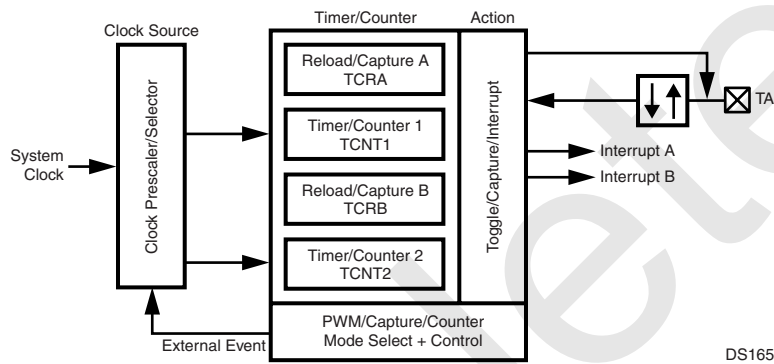 Timer/Counter
Action
Clock Source
Reload/Capture A
TCRA
Timer/Counter 1
TCNT1
Reload/Capture B
TCRB
Timer/Counter 2
TCNT2
Clock Prescaler/Selector
Toggle/Capture/Interrupt
System
Clock
TA
Interrupt A
Interrupt B
PWM/Capture/Counter
Mode Select + Control
External Event
DS165
lete